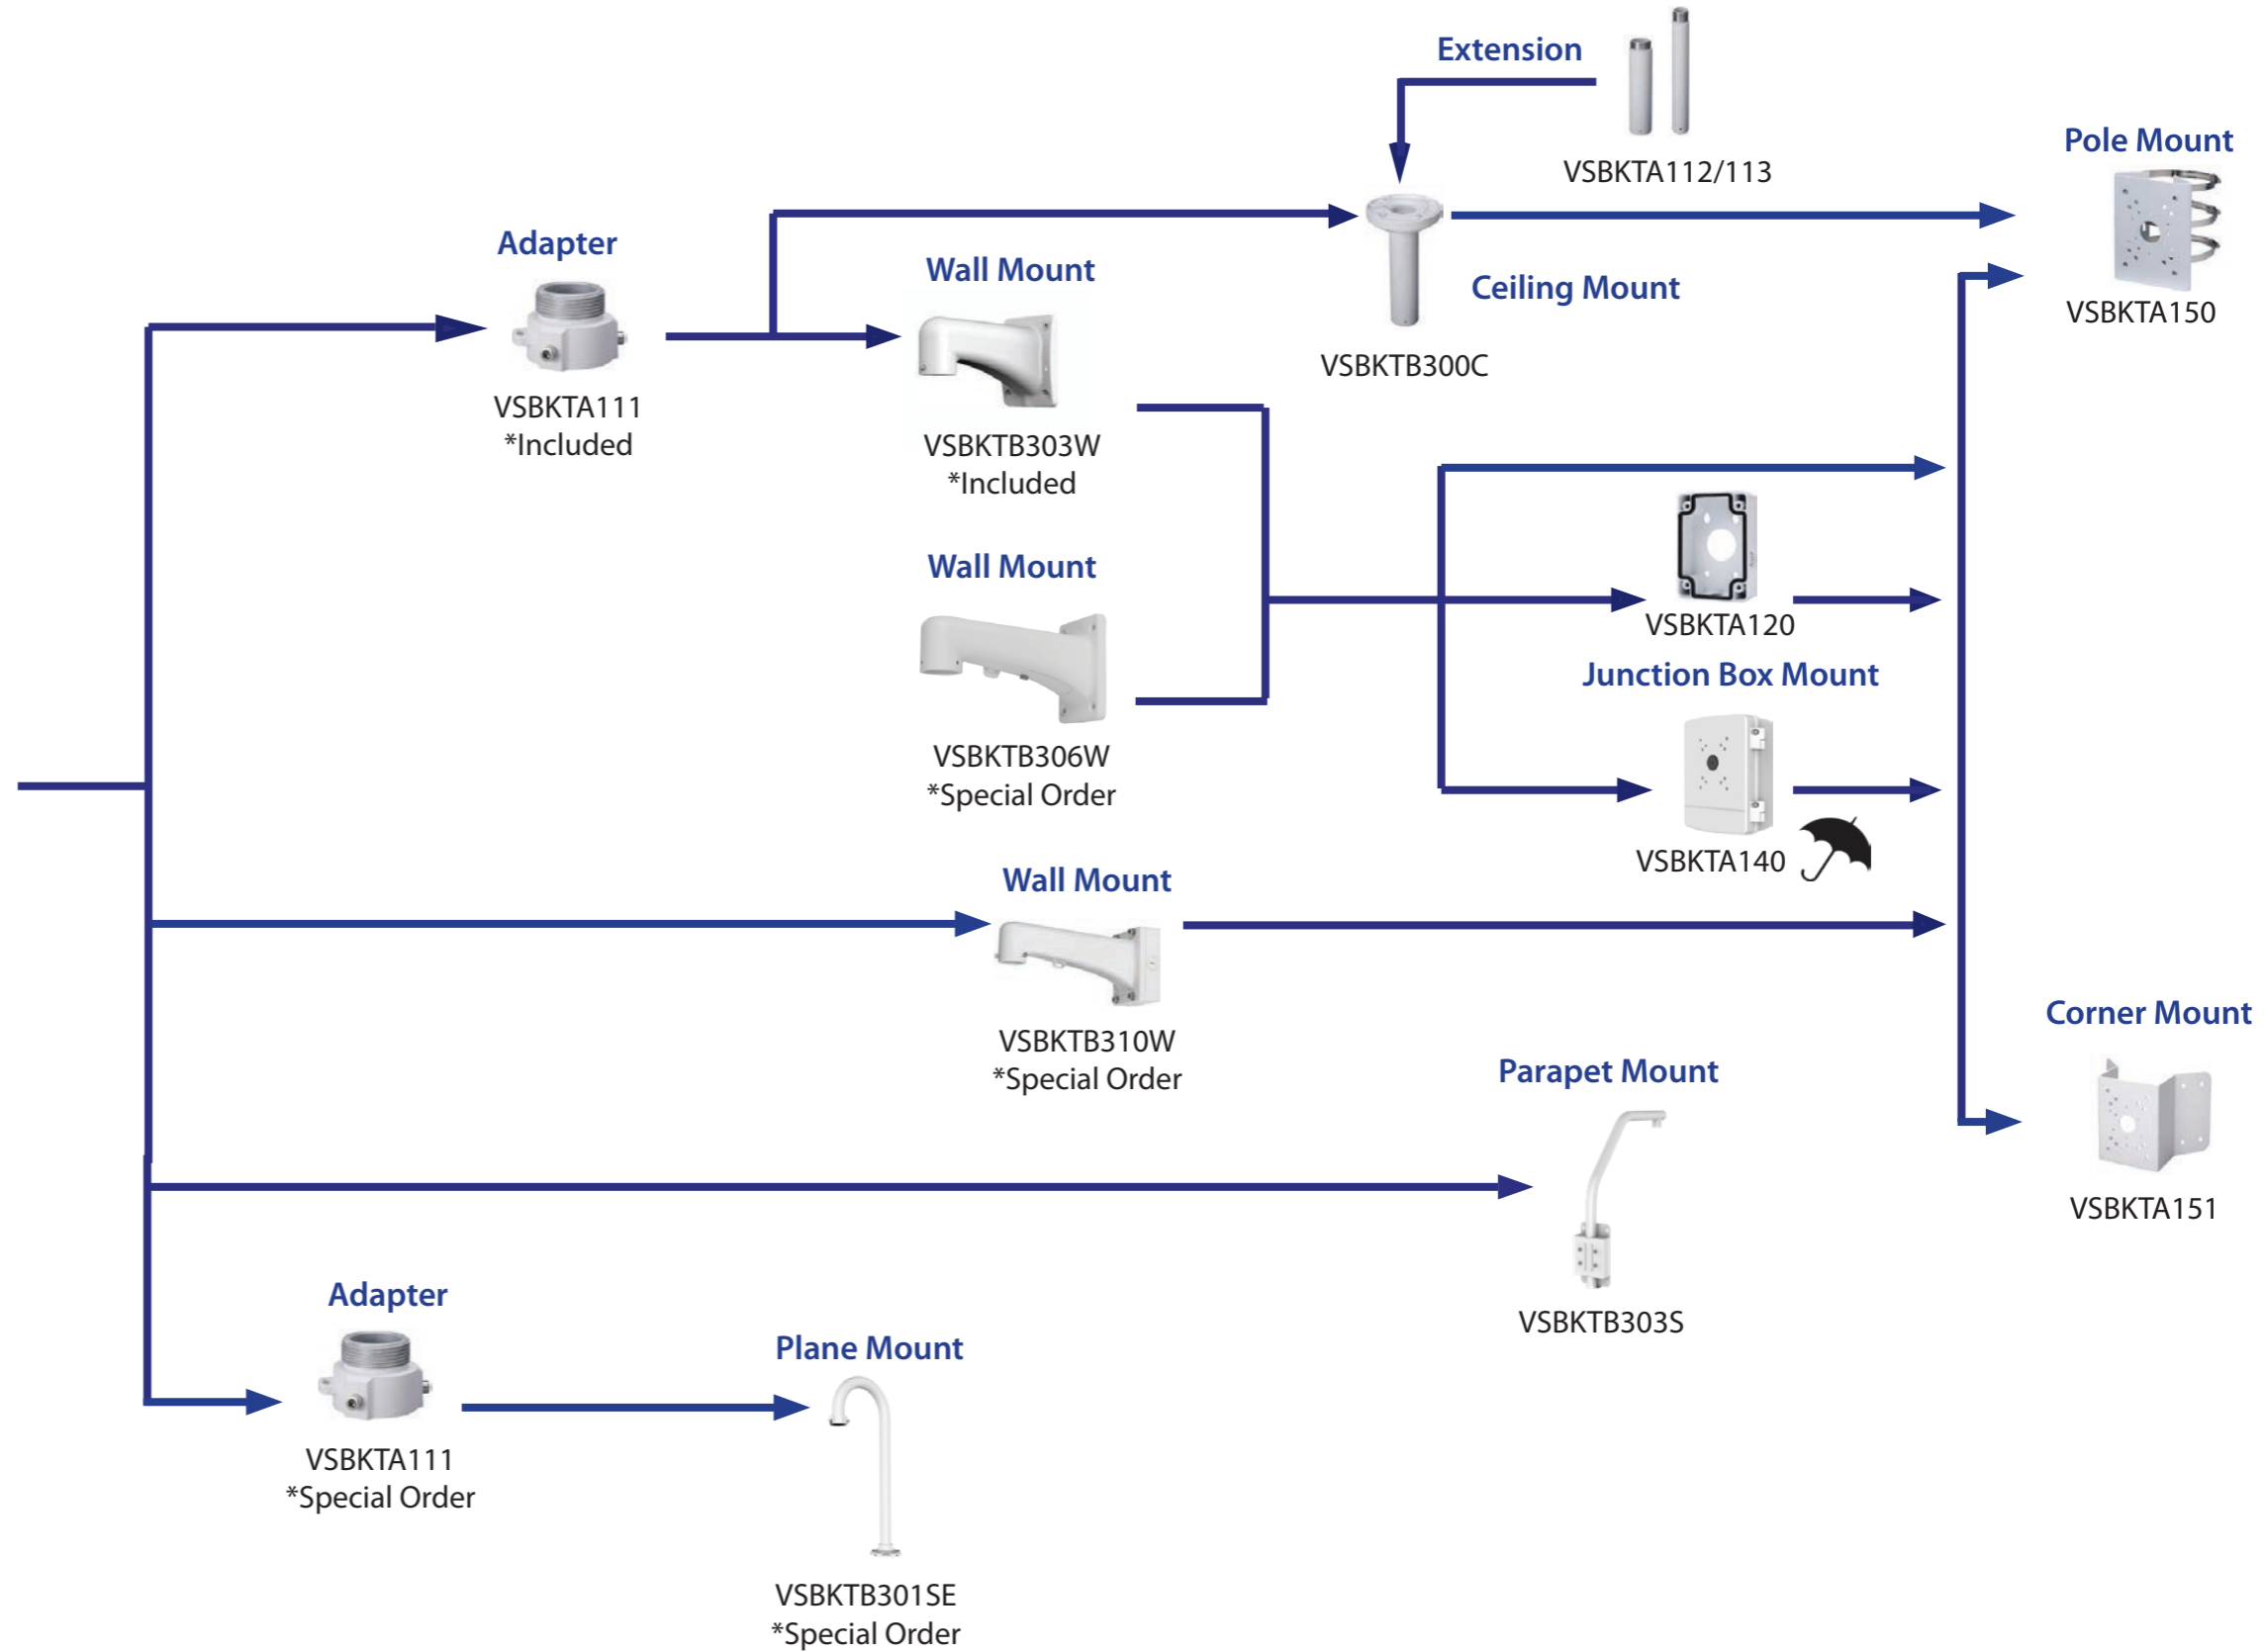 Extension
VSBKTA112/113
Pole Mount
VSBKTA150
Adapter
VSBKTA111
*Included
Wall Mount
VSBKTB303W
*Included
Ceiling Mount
VSBKTB300C
Wall Mount
VSBKTB306W
*Special Order
VSBKTA120
Junction Box Mount
VSBKTA140
Wall Mount
VSBKTB310W
*Special Order
Corner Mount
VSBKTA151
Parapet Mount
VSBKTB303S
Adapter
VSBKTA111
*Special Order
Plane Mount
VSBKTB301SE
*Special Order